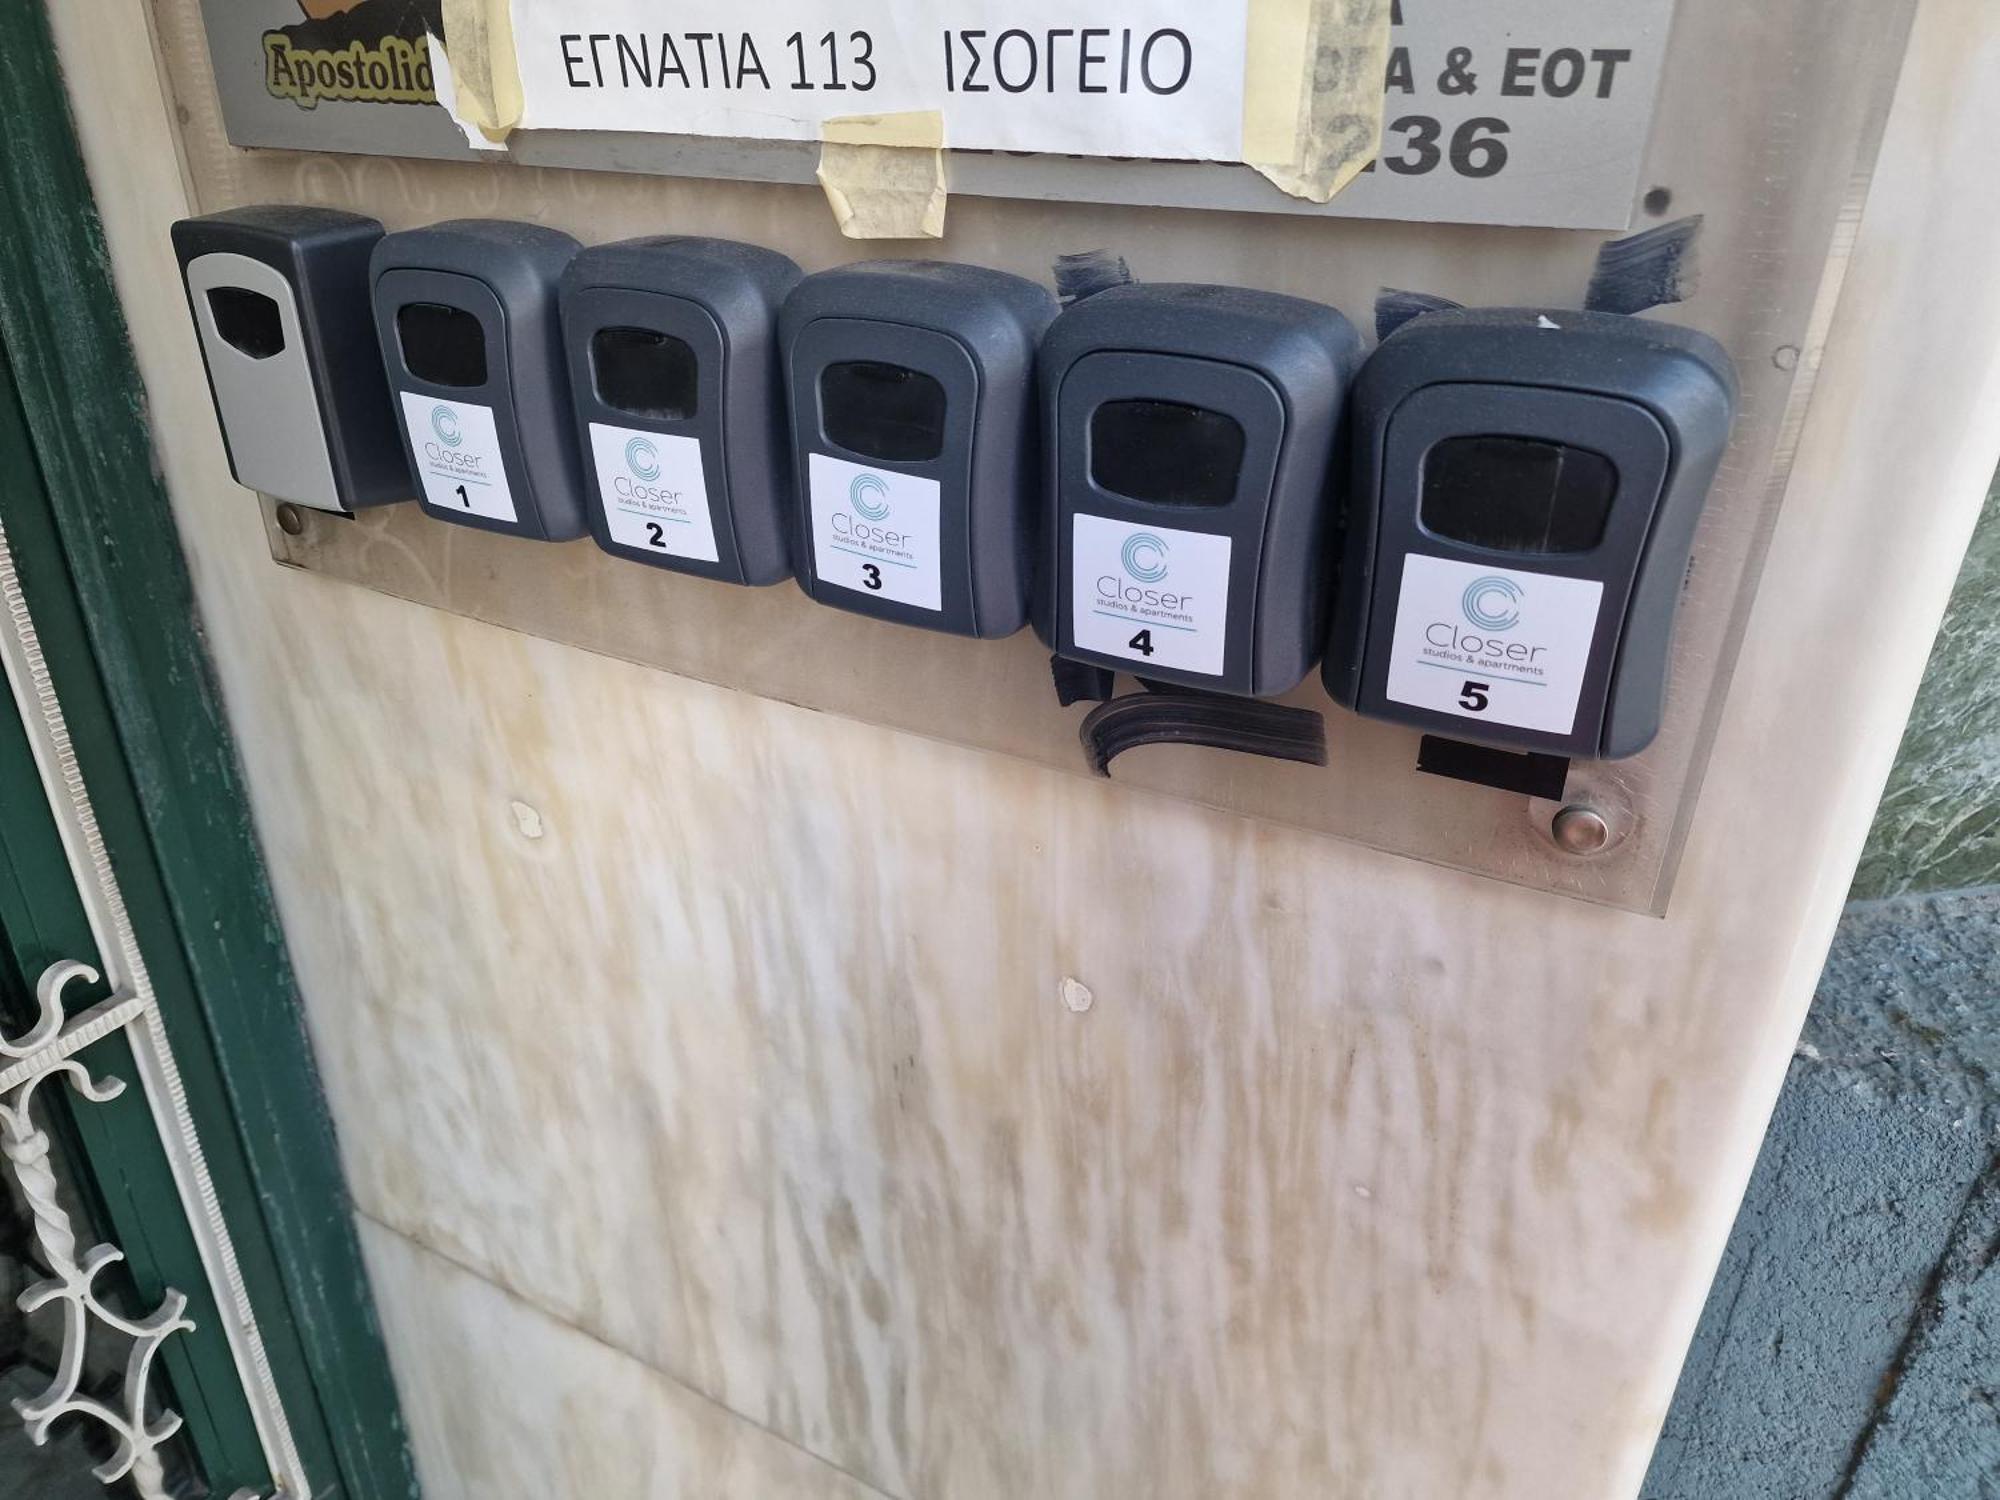 Apostolid
ΕΓΝΑΤΙΑ 113 ΙΣΟΓΕΙΟ
& ΕΟΤ
236
Closer
studios & apartments
1
Closer
studios & apartments
2
Closer
studios & apartments
3
Closer
studios & apartments
4
Closer
studios & apartments
5